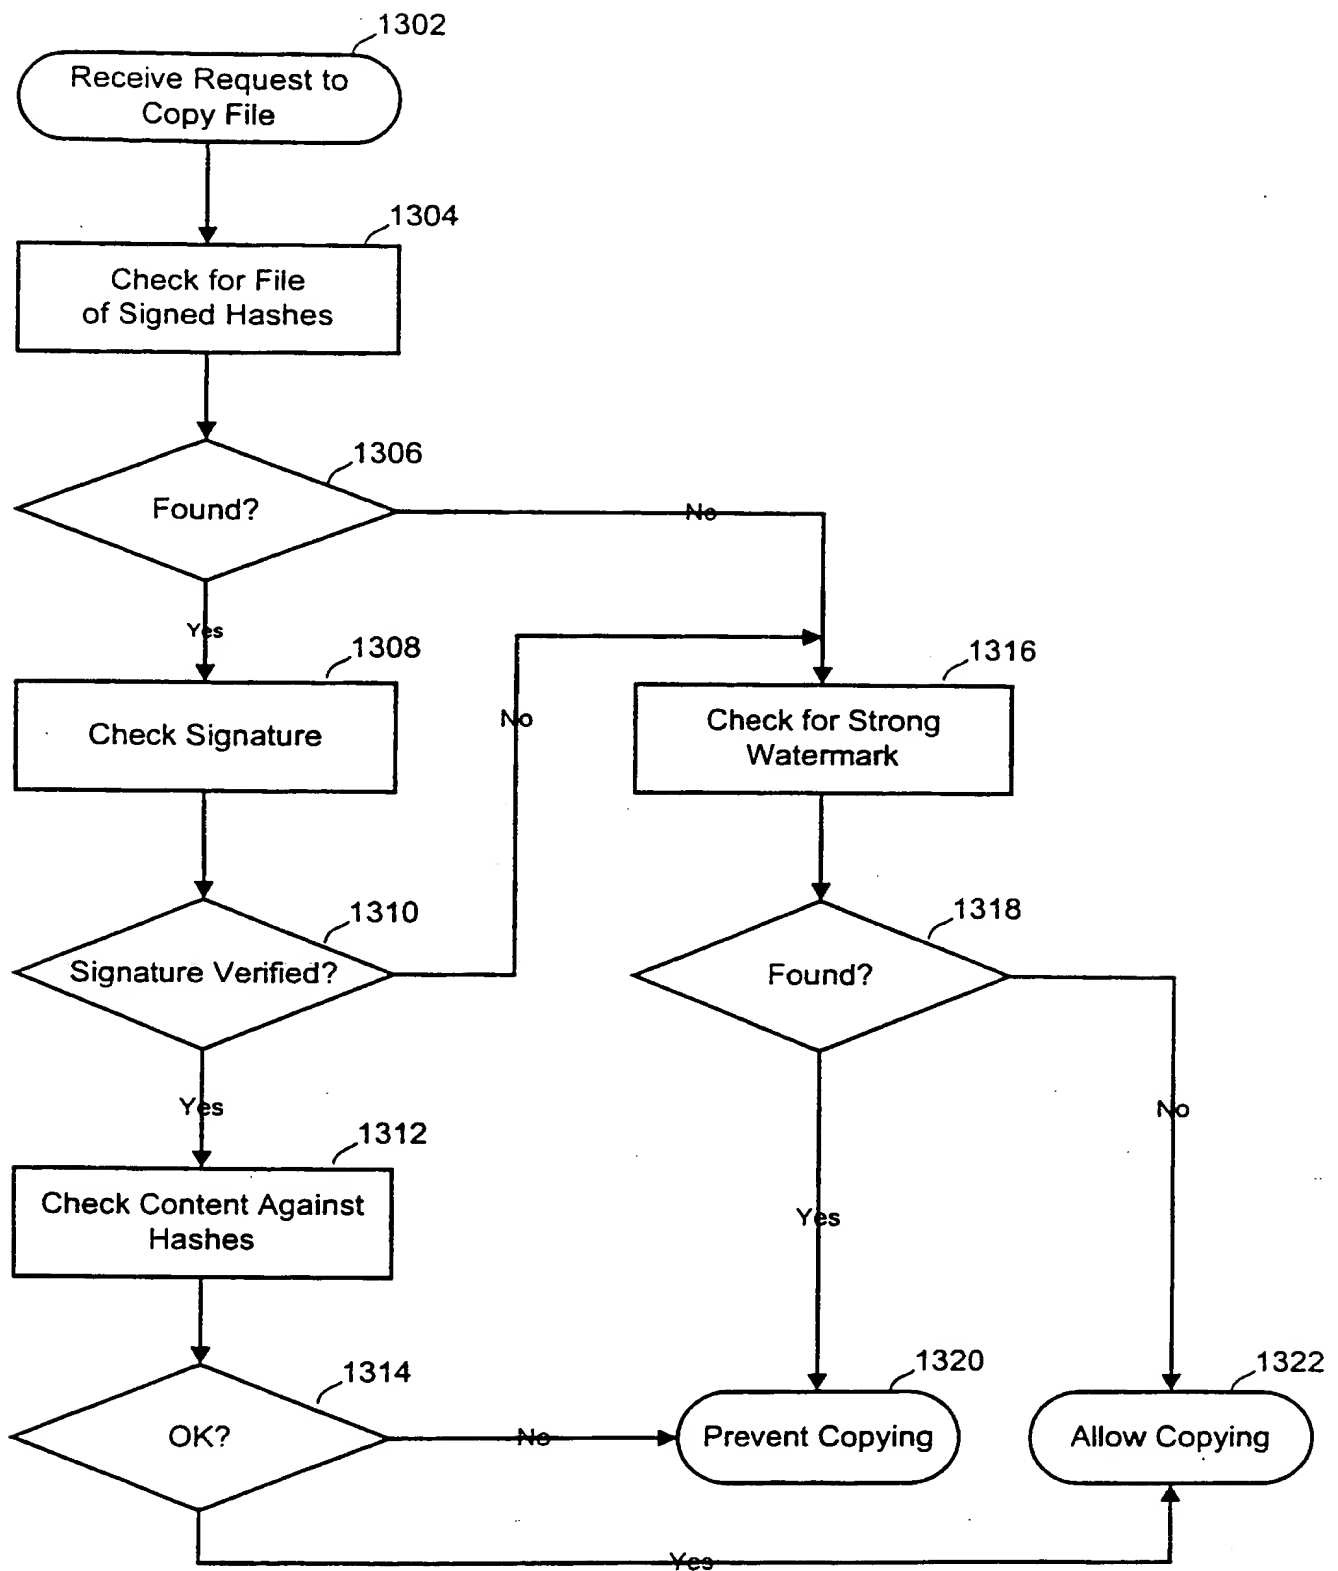 1302
Receive Request to
Copy File
1304
Check for File
of Signed Hashes
1306
Found?
No
Yes
1308
Check Signature
No
1316
Check for Strong
Watermark
1310
Signature Verified?
1318
Found?
Yes
No
1312
Check Content Against
Hashes
Yes
1314
OK?
No
1320
Prevent Copying
1322
Allow Copying
Yes